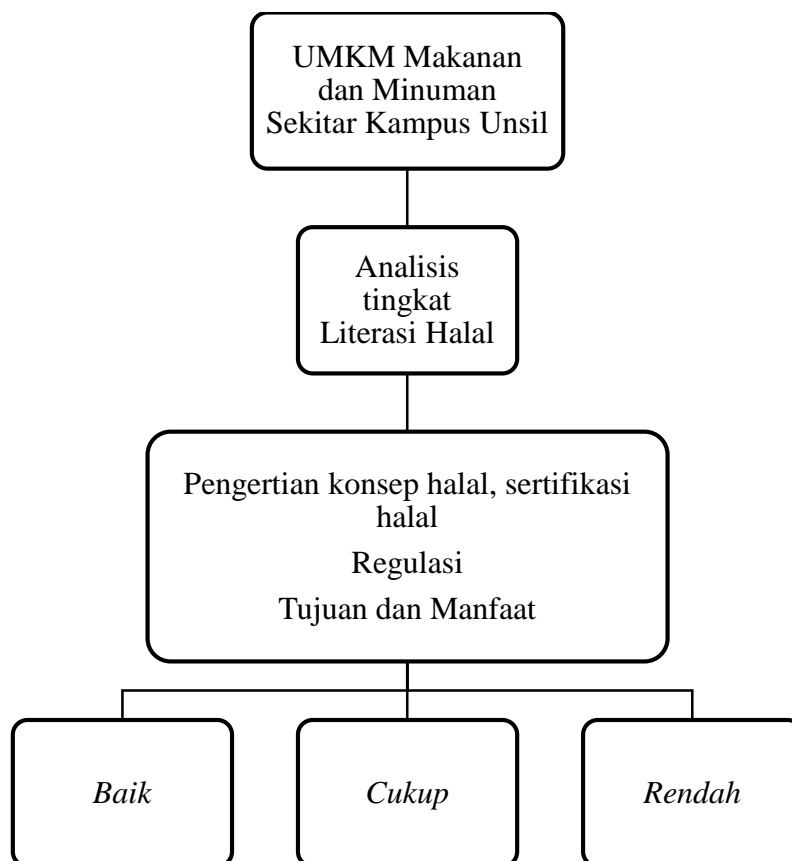 UMKM Makanan
dan Minuman
Sekitar Kampus Unsil
Analisis
tingkat
Literasi Halal
Pengertian konsep halal, sertifikasi
halal
Regulasi
Tujuan dan Manfaat
Baik
Cukup
Rendah